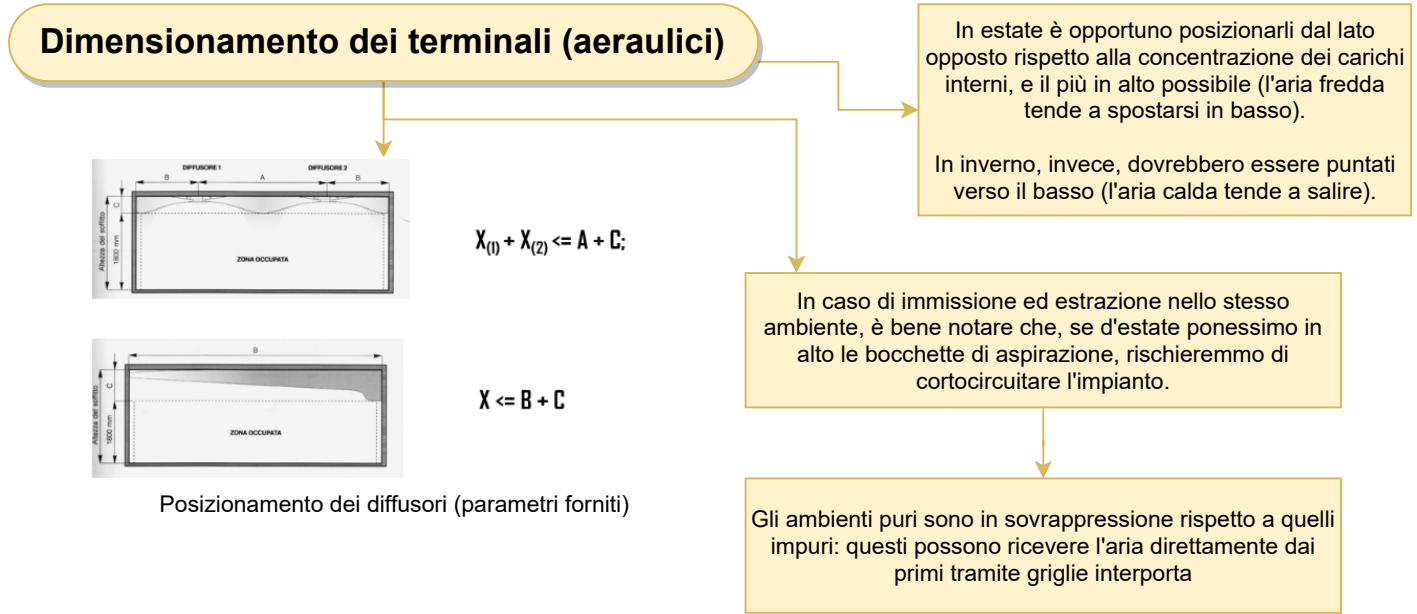 Dimensionamento dei terminali (aeraulici)
In estate è opportuno posizionarli dal lato
opposto rispetto alla concentrazione dei carichi
interni, e il più in alto possibile (l'aria fredda
tende a spostarsi in basso).
In inverno, invece, dovrebbero essere puntati
verso il basso (l'aria calda tende a salire).
DIFFUSORE 1
DIFFUSORE 2
B
A
B
C
Altezza del soffitto
1800 mm
ZONA OCCUPATA
X(1) + X(2) <= A + C;
B
C
Altezza del soffitto
1800 mm
ZONA OCCUPATA
X <= B + C
Posizionamento dei diffusori (parametri forniti)
In caso di immissione ed estrazione nello stesso
ambiente, è bene notare che, se d'estate ponessimo in
alto le bocchette di aspirazione, rischieremmo di
cortocircuitare l'impianto.
Gli ambienti puri sono in sovrappressione rispetto a quelli
impuri: questi possono ricevere l'aria direttamente dai
primi tramite griglie interporta